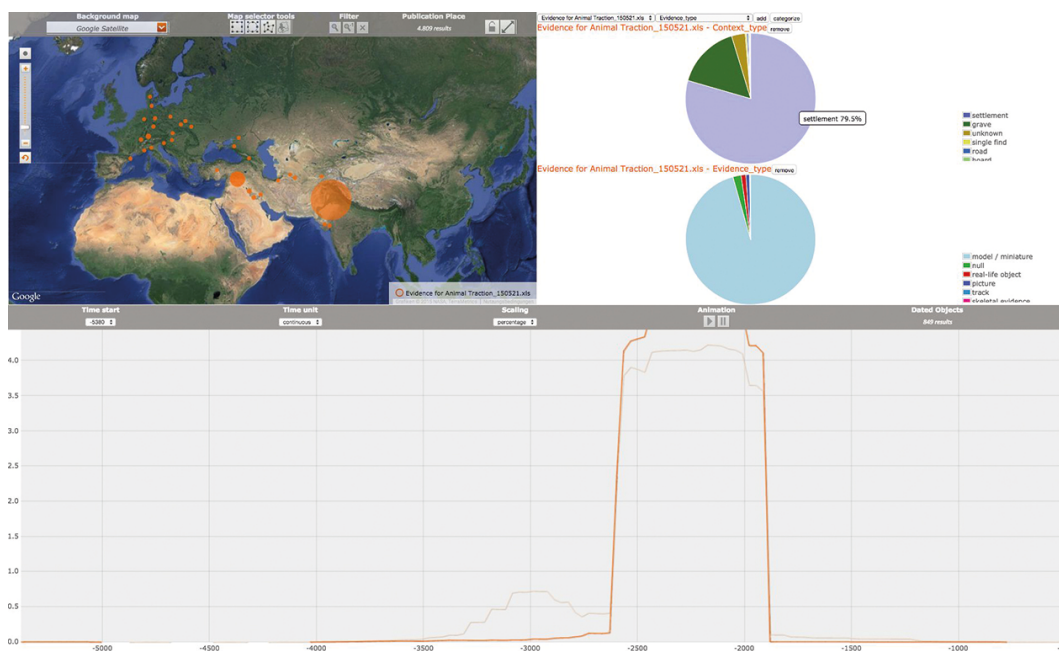 Background map
Google Satellite
Map selector tools
Filter
Publication Place
4.809 results
Google
Evidence for Animal Traction_150521.xls
Evidence for Animal Traction_150521.xls
Evidence_type
add
categorize
Evidence for Animal Traction_150521.xls - Context_type
remove
settlement 79.5%
settlement
grave
unknown
single find
road
hoard
Evidence for Animal Traction_150521.xls - Evidence_type
remove
model / miniature
null
real-life object
picture
track
skeletal evidence
Time start
-5380
Time unit
continuous
Scaling
percentage
Animation
Dated Objects
849 results
4.0
3.5
3.0
2.5
2.0
1.5
1.0
0.5
0.0
-5000
-4500
-4000
-3500
-3000
-2500
-2000
-1500
-1000